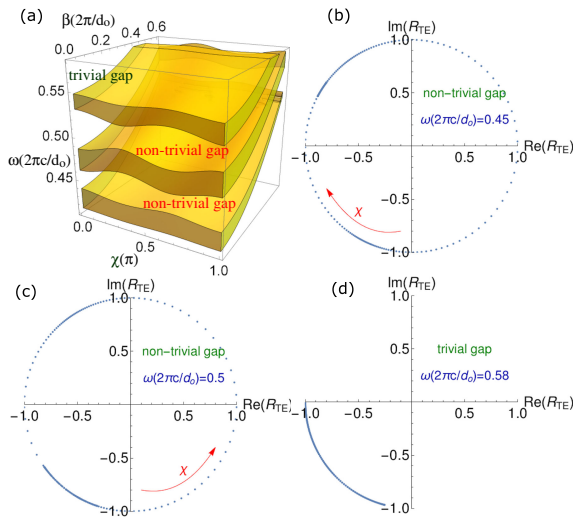 (a)
β(2π/dₒ)
0.0
0.2
0.4
0.6
trivial gap
0.55
0.50
ω(2πc/dₒ)
0.45
non-trivial gap
non-trivial gap
0.0
0.5
1.0
χ(π)
(b)
Im(R_TE)
1.0
0.5
non-trivial gap
ω(2πc/dₒ)=0.45
-1.0
-0.5
0.5
1.0
Re(R_TE)
-0.5
χ
-1.0
(c)
Im(R_TE)
1.0
0.5
non-trivial gap
ω(2πc/dₒ)=0.5
-1.0
-0.5
0.5
1.0
Re(R_TE)
-0.5
χ
-1.0
(d)
Im(R_TE)
1.0
0.5
trivial gap
ω(2πc/dₒ)=0.58
-1.0
-0.5
0.5
1.0
Re(R_TE)
-0.5
-1.0